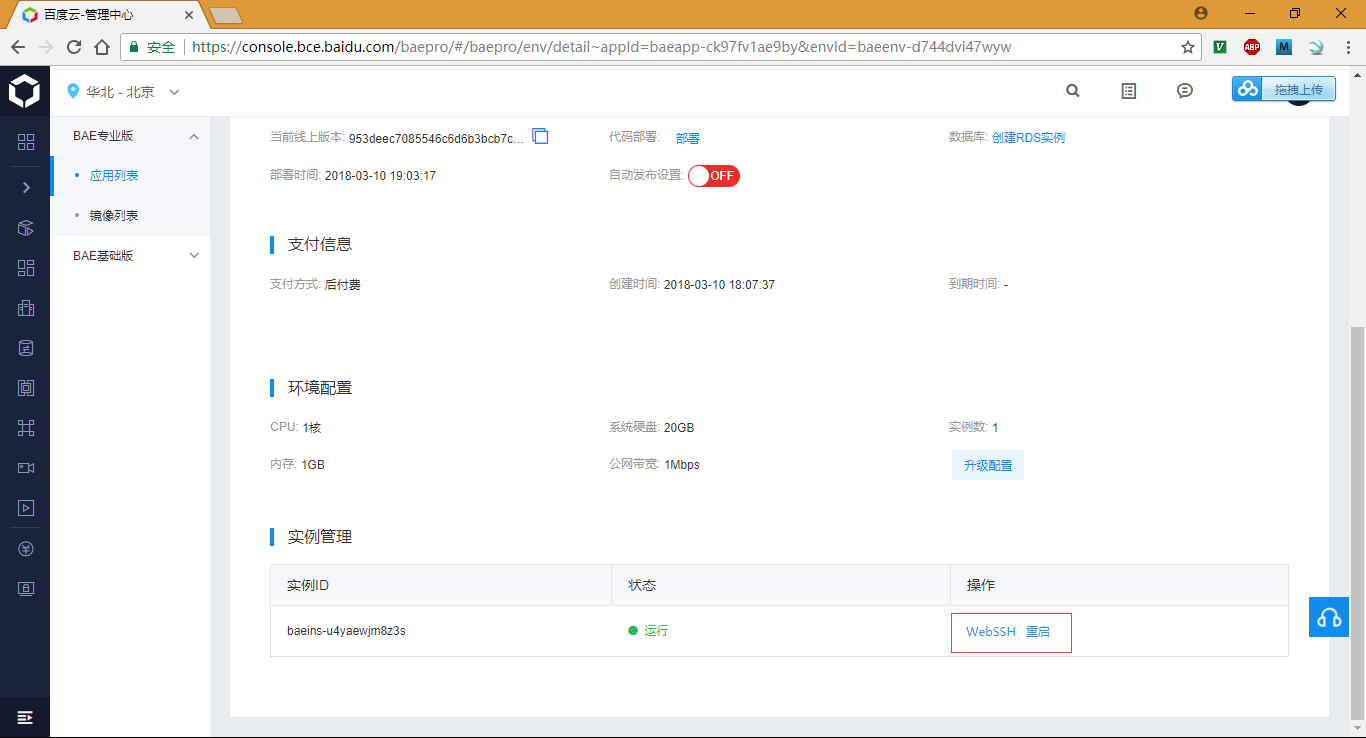 百度云-管理中心
安全 https://console.bce.baidu.com/baepro/#/baepro/env/detail~appId=baeapp-ck97fv1ae9by&envId=baeenv-d744dvi47wyw
V ABP M
华北 - 北京
拖拽上传
BAE专业版
应用列表
镜像列表
BAE基础版
当前线上版本: 953deec7085546c6d6b3bcb7c... 代码部署: 部署 数据库: 创建RDS实例
部署时间: 2018-03-10 19:03:17 自动发布设置: OFF
支付信息
支付方式: 后付费 创建时间: 2018-03-10 18:07:37 到期时间: -
环境配置
CPU: 1核 系统硬盘: 20GB 实例数: 1
内存: 1GB 公网带宽: 1Mbps 升级配置
实例管理
实例ID 状态 操作
baeins-u4yaewjm8z3s 运行 WebSSH 重启